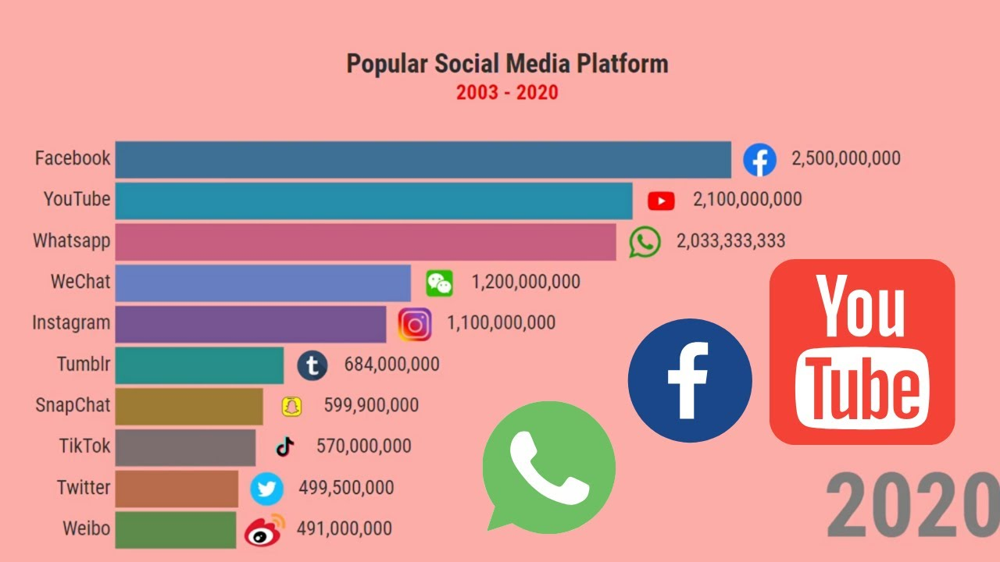 Popular Social Media Platform
2003 - 2020
Facebook 2,500,000,000
YouTube 2,100,000,000
Whatsapp 2,033,333,333
WeChat 1,200,000,000
Instagram 1,100,000,000
Tumblr t 684,000,000
SnapChat 599,900,000
TikTok 570,000,000
Twitter 499,500,000
Weibo 491,000,000
You
Tube
2020